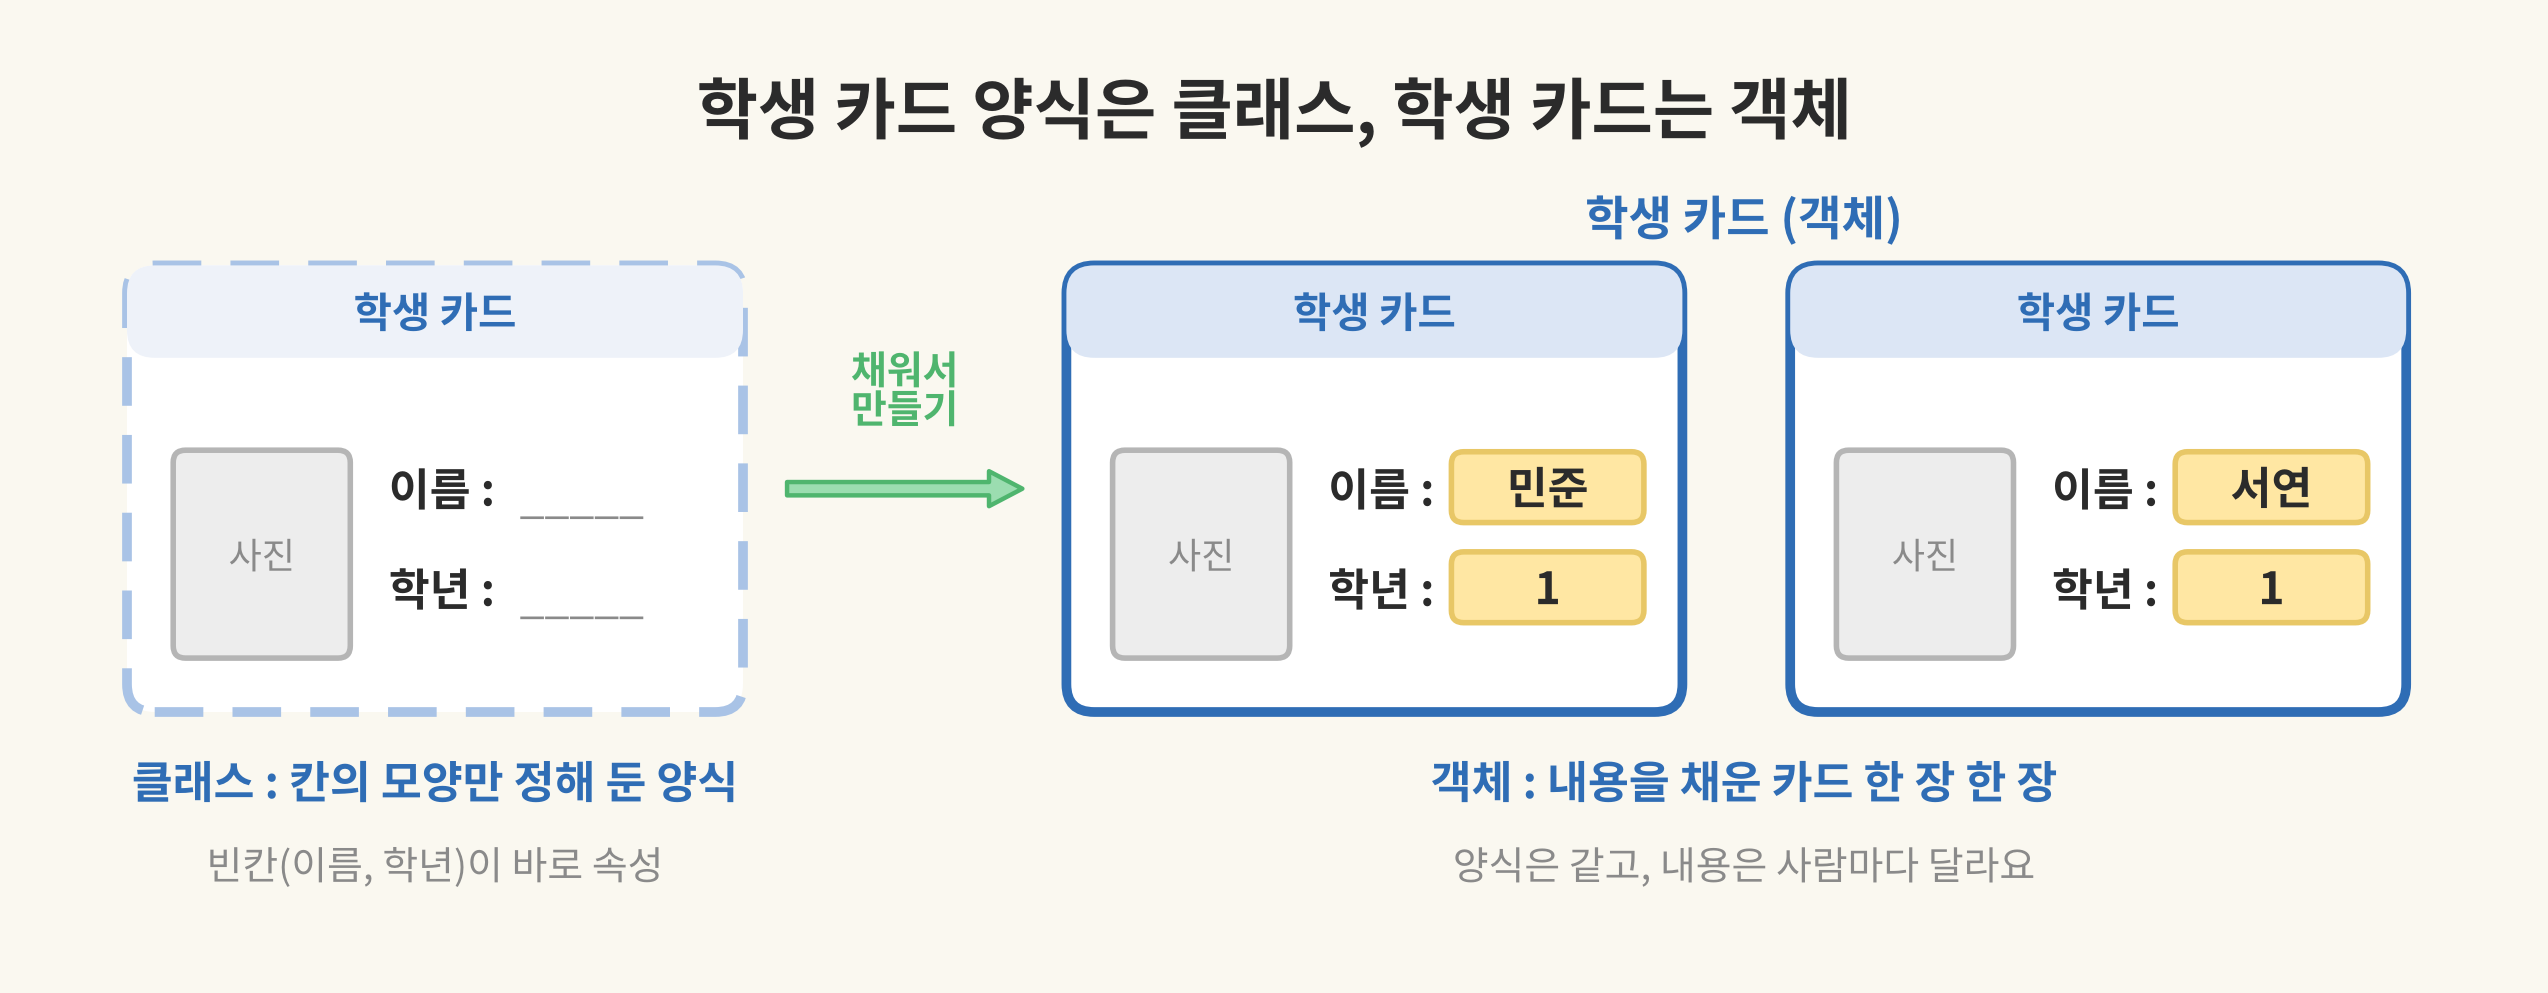 학생 카드 양식은 클래스, 학생 카드는 객체
학생 카드 (객체)
학생 카드
사진
이름 : _____
학년 : _____
채워서
만들기
학생 카드
사진
이름 : 민준
학년 : 1
학생 카드
사진
이름 : 서연
학년 : 1
클래스 : 칸의 모양만 정해 둔 양식
빈칸(이름, 학년)이 바로 속성
객체 : 내용을 채운 카드 한 장 한 장
양식은 같고, 내용은 사람마다 달라요